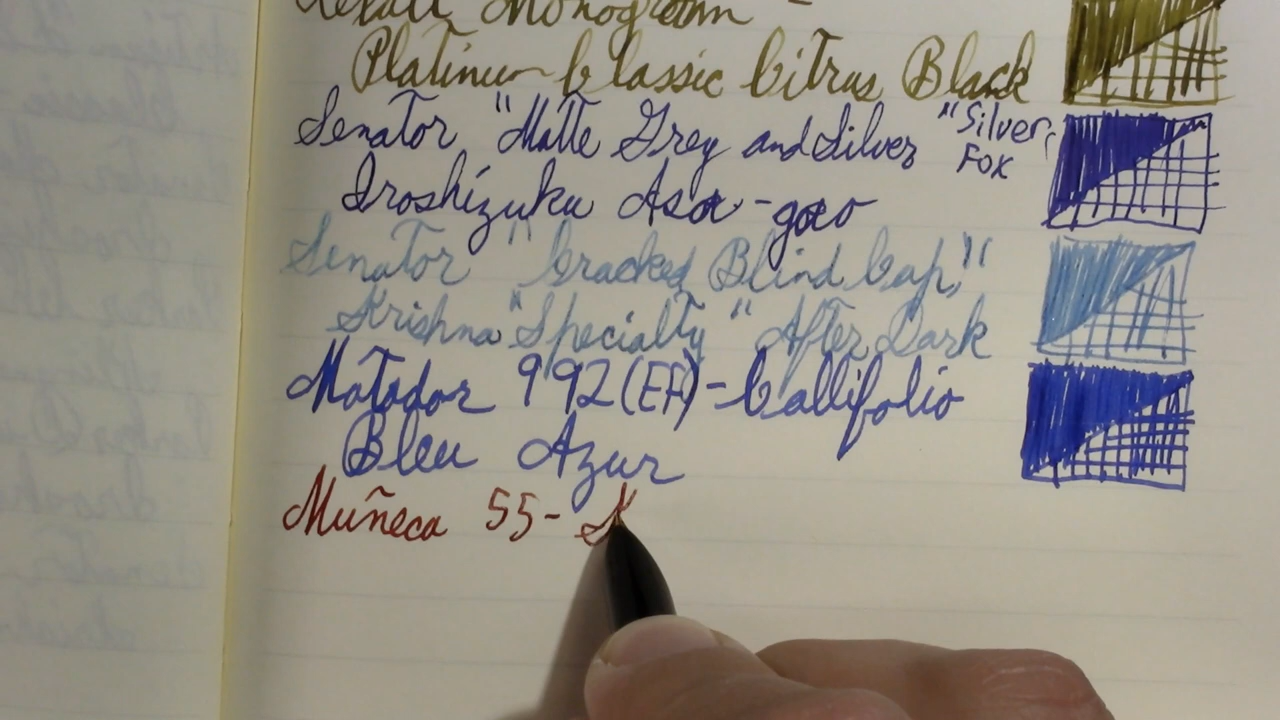 Monogram -
Platinum Classic Citrus Black
Senator "Matte Grey and Silver "Silver
Fox
Iroshizuku Asa-gao
Senator "Cracked Blind Cap,"
Krishna "Specialty" After Dark
Matador 992 (EF) - Callifolio
Bleu Azur
Muñeca 55-